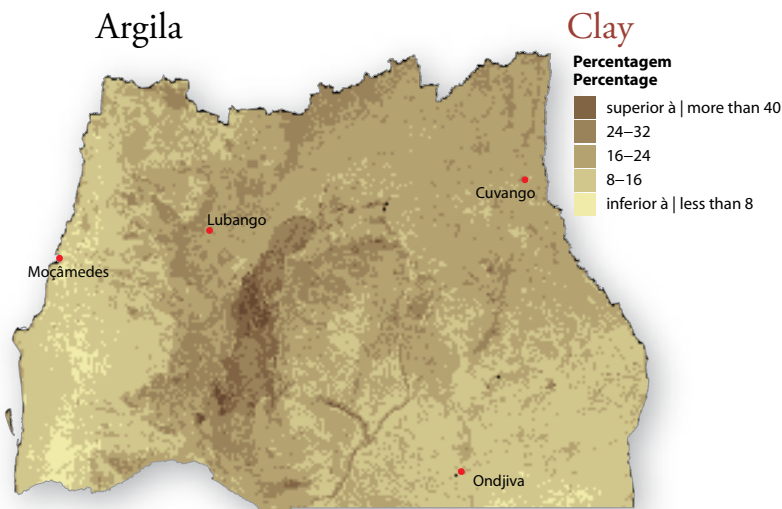 Argila
Clay
Percentagem
Percentage
superior à | more than 40
24–32
16–24
8–16
inferior à | less than 8
Cuvango
Lubango
Moçâmedes
Ondjiva